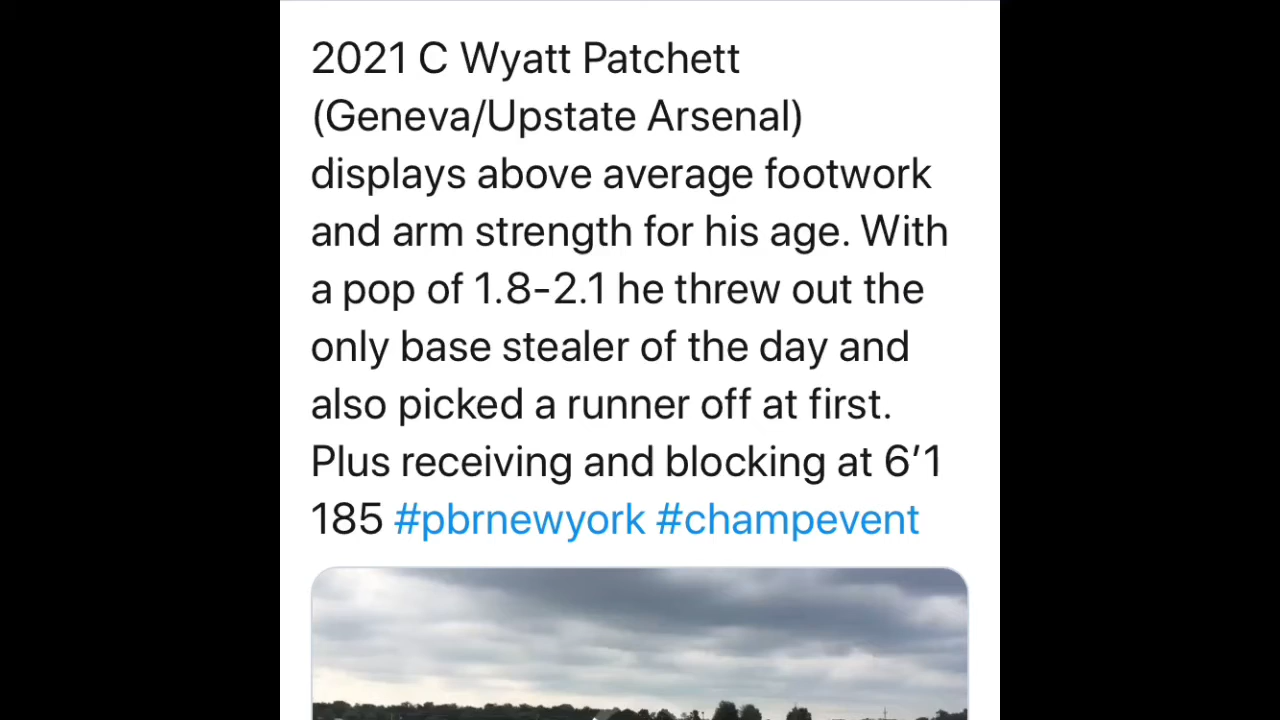 2021 C Wyatt Patchett
(Geneva/Upstate Arsenal)
displays above average footwork
and arm strength for his age. With
a pop of 1.8-2.1 he threw out the
only base stealer of the day and
also picked a runner off at first.
Plus receiving and blocking at 6’1
185 #pbrnewyork #champevent